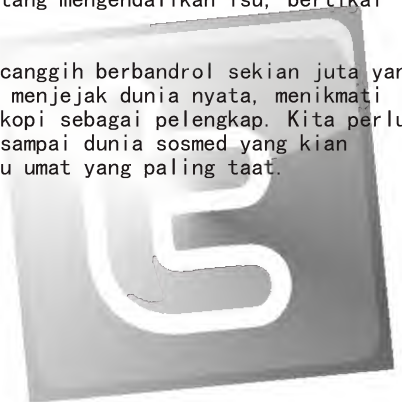 tang mengendalikan isu, bertikai
canggih berbandrol sekian juta yan
menjejak dunia nyata, menikmati
kopi sebagai pelengkap. Kita perlu
sampai dunia sosmed yang kian
u umat yang paling taat.
t